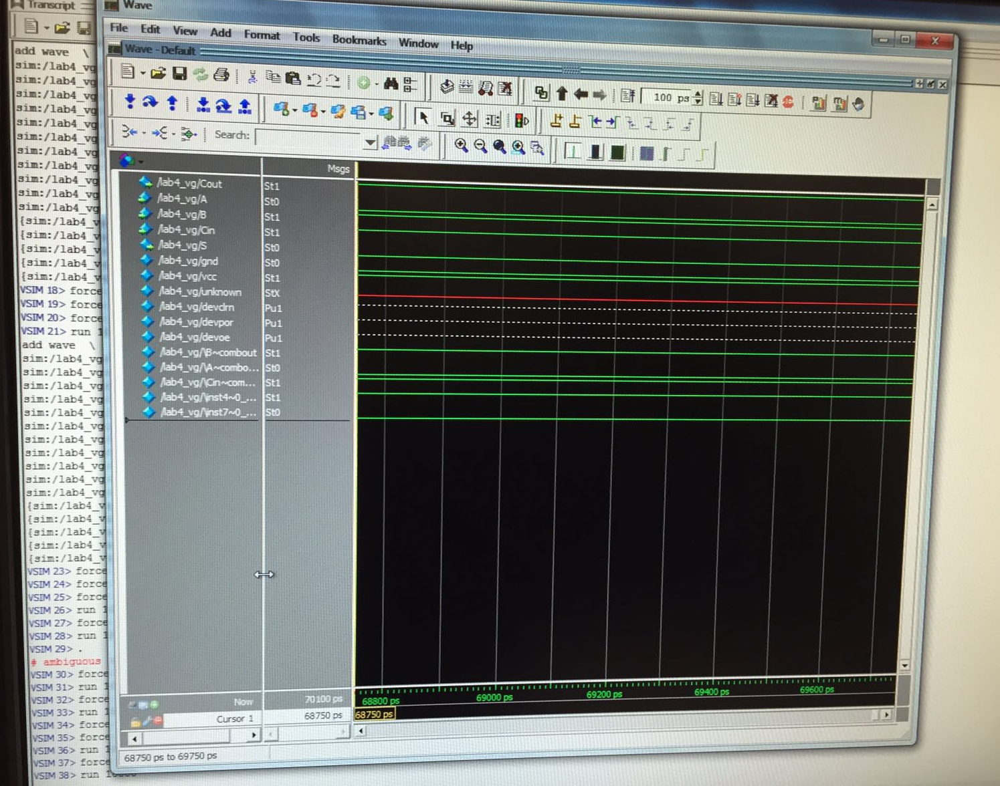 Transcript
add wave \
sim:/lab4_vg
sim:/lab4_v
sim:/lab4_v
sim:/lab4_v
sim:/lab4_v
sim:/lab4_v
sim:/lab4_v
sim:/lab4_v
sim:/lab4_v
sim:/lab4_v
sim:/lab4_v
{sim:/lab4_v
{sim:/lab4_v
{sim:/lab4_v
{sim:/lab4_v
{sim:/lab4_v
VSIM 18> force
VSIM 19> force
VSIM 20> force
VSIM 21> run 1
add wave \
sim:/lab4_vg
sim:/lab4_vg
sim:/lab4_vg
sim:/lab4_vg
sim:/lab4_vg
sim:/lab4_vg
sim:/lab4_vg
sim:/lab4_vg
sim:/lab4_vg
sim:/lab4_vg
sim:/lab4_vg
{sim:/lab4_v
{sim:/lab4_v
{sim:/lab4_v
{sim:/lab4_v
{sim:/lab4_v
VSIM 23> force
VSIM 24> force
VSIM 25> force
VSIM 26> run 1
VSIM 27> force
VSIM 28> run 1
VSIM 29> .
# ambiguous
VSIM 30> force
VSIM 31> run 1
VSIM 32> force
VSIM 33> run 1
VSIM 34> force
VSIM 35> force
VSIM 36> run 1
VSIM 37> force
VSIM 38> run 1
Wave
File Edit View Add Format Tools Bookmarks Window Help
Wave - Default
100 ps
Search:
Msgs
/lab4_vg/Cout St1
/lab4_vg/A St0
/lab4_vg/B St1
/lab4_vg/Cin St1
/lab4_vg/S St0
/lab4_vg/gnd St0
/lab4_vg/vcc St1
/lab4_vg/unknown StX
/lab4_vg/devclrn Pu1
/lab4_vg/devpor Pu1
/lab4_vg/devoe Pu1
/lab4_vg/\B~combout St1
/lab4_vg/\A~combo... St0
/lab4_vg/\Cin~com... St1
/lab4_vg/\inst4~0_... St1
/lab4_vg/\inst7~0_... St0
Now 70100 ps
68800 ps 69000 ps 69200 ps 69400 ps 69600 ps
Cursor 1 68750 ps 68750 ps
68750 ps to 69750 ps